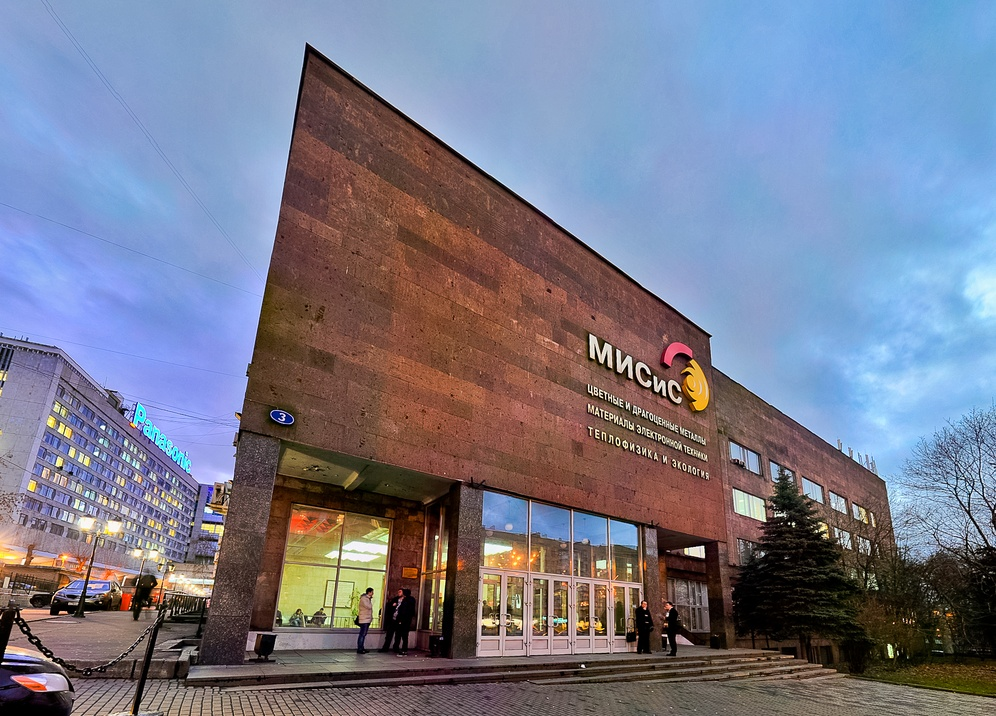 Panasonic
3
МИСиС
ЦВЕТНЫЕ И ДРАГОЦЕННЫЕ МЕТАЛЛЫ
МАТЕРИАЛЫ ЭЛЕКТРОННОЙ ТЕХНИКИ
ТЕПЛОФИЗИКА И ЭКОЛОГИЯ